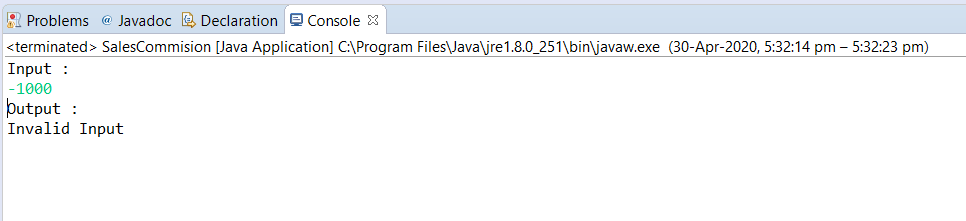 Problems @ Javadoc Declaration Console
<terminated> SalesCommision [Java Application] C:\Program Files\Java\jre1.8.0_251\bin\javaw.exe (30-Apr-2020, 5:32:14 pm – 5:32:23 pm)
Input :
-1000
Output :
Invalid Input